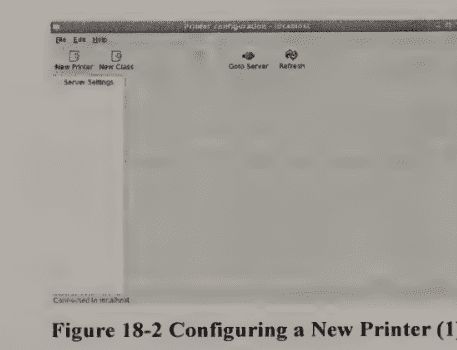 Printer configuration - localhost
File Edit Help
New Printer New Class Goto Server Refresh
Server Settings
Connected to localhost
Figure 18-2 Configuring a New Printer (1)